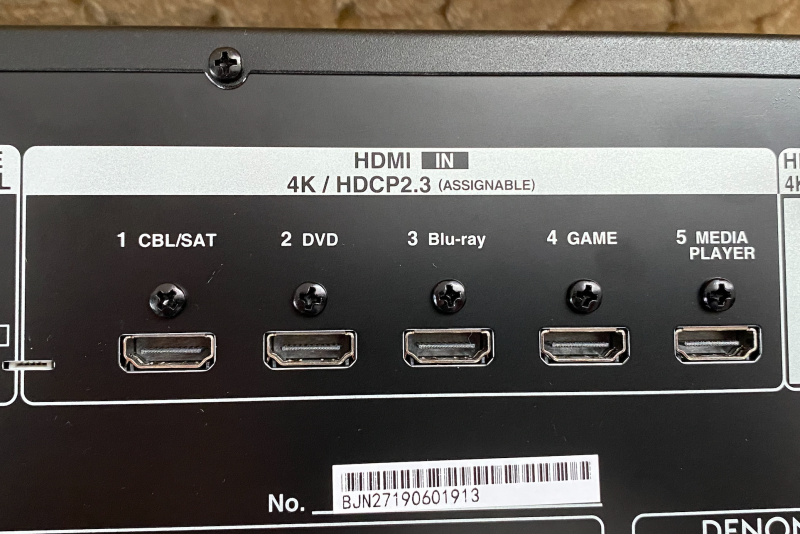 HDMI IN
4K / HDCP2.3 (ASSIGNABLE)
1 CBL/SAT
2 DVD
3 Blu-ray
4 GAME
5 MEDIA
PLAYER
No. BJN27190601913